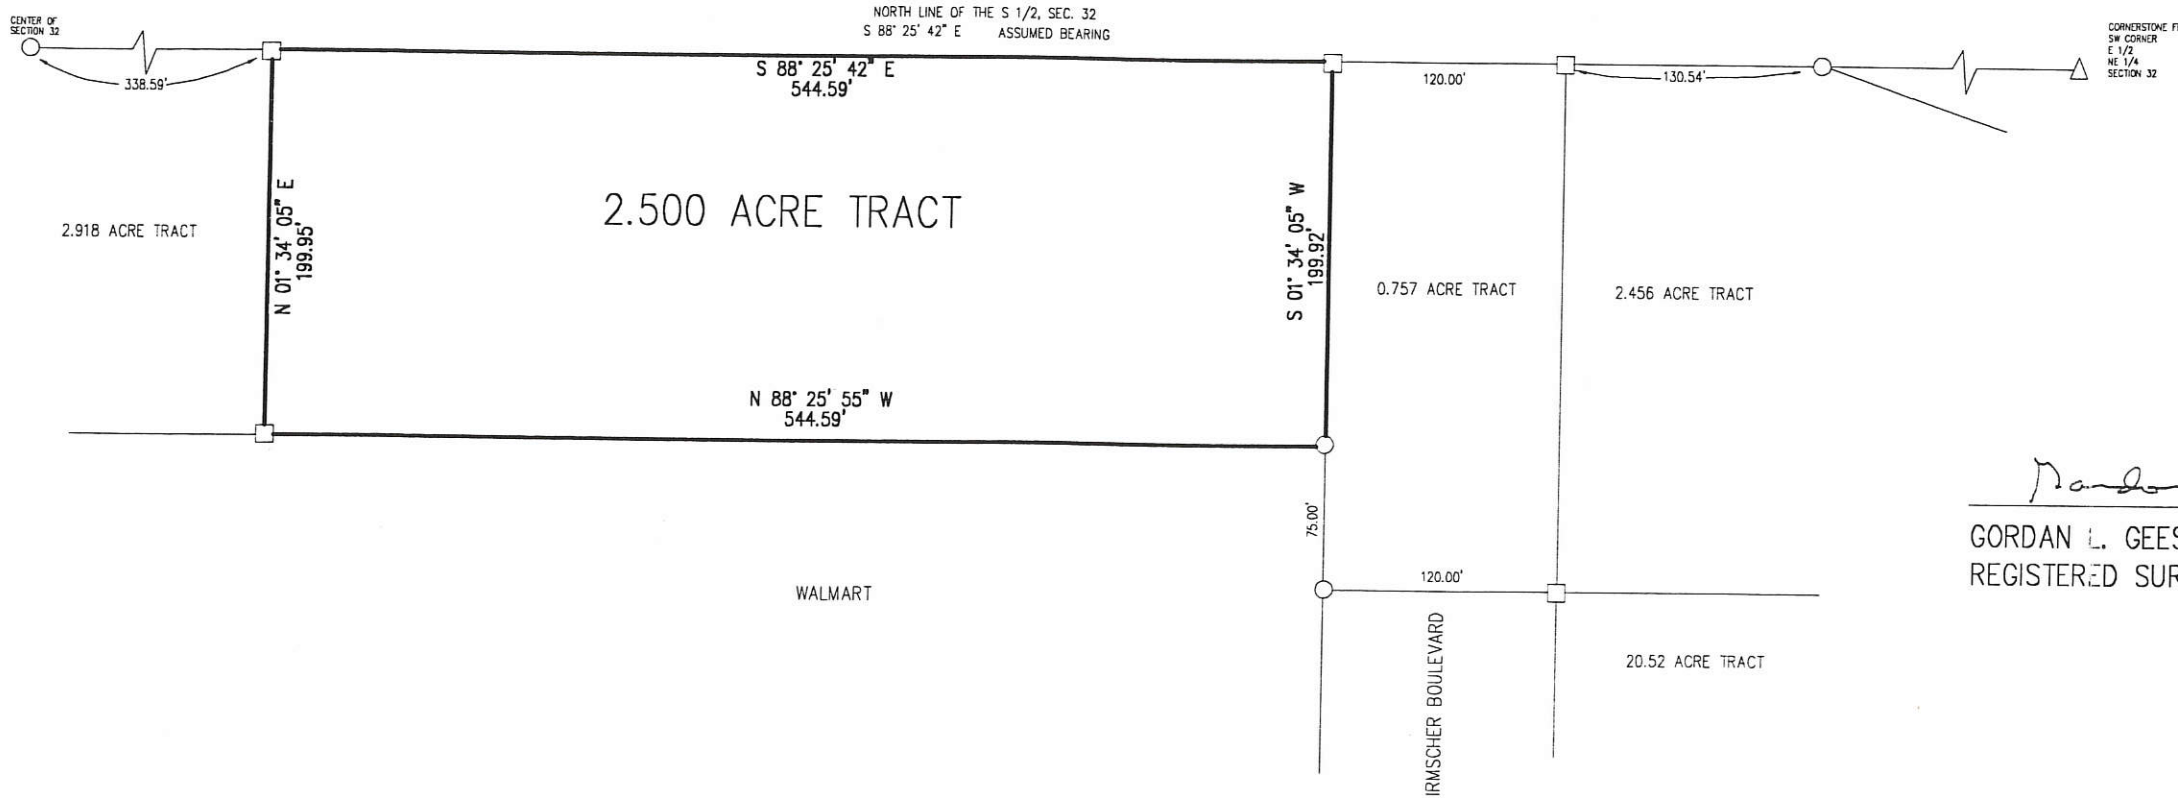 CENTER OF
SECTION 32
NORTH LINE OF THE S 1/2, SEC. 32
S 88° 25' 42" E ASSUMED BEARING
SW CORNER
E 1/2
NE 1/4
SECTION 32
CORNERSTONE
338.59'
S 88° 25' 42" E
544.59'
120.00'
130.54'
2.918 ACRE TRACT
N 01° 34' 05" E
199.95'
2.500 ACRE TRACT
S 01° 34' 05" W
199.92'
0.757 ACRE TRACT
2.456 ACRE TRACT
N 88° 25' 55" W
544.59'
75.00'
GORDAN L. GEES
REGISTERED SUR
WALMART
120.00'
IRMSCHER BOULEVARD
20.52 ACRE TRACT